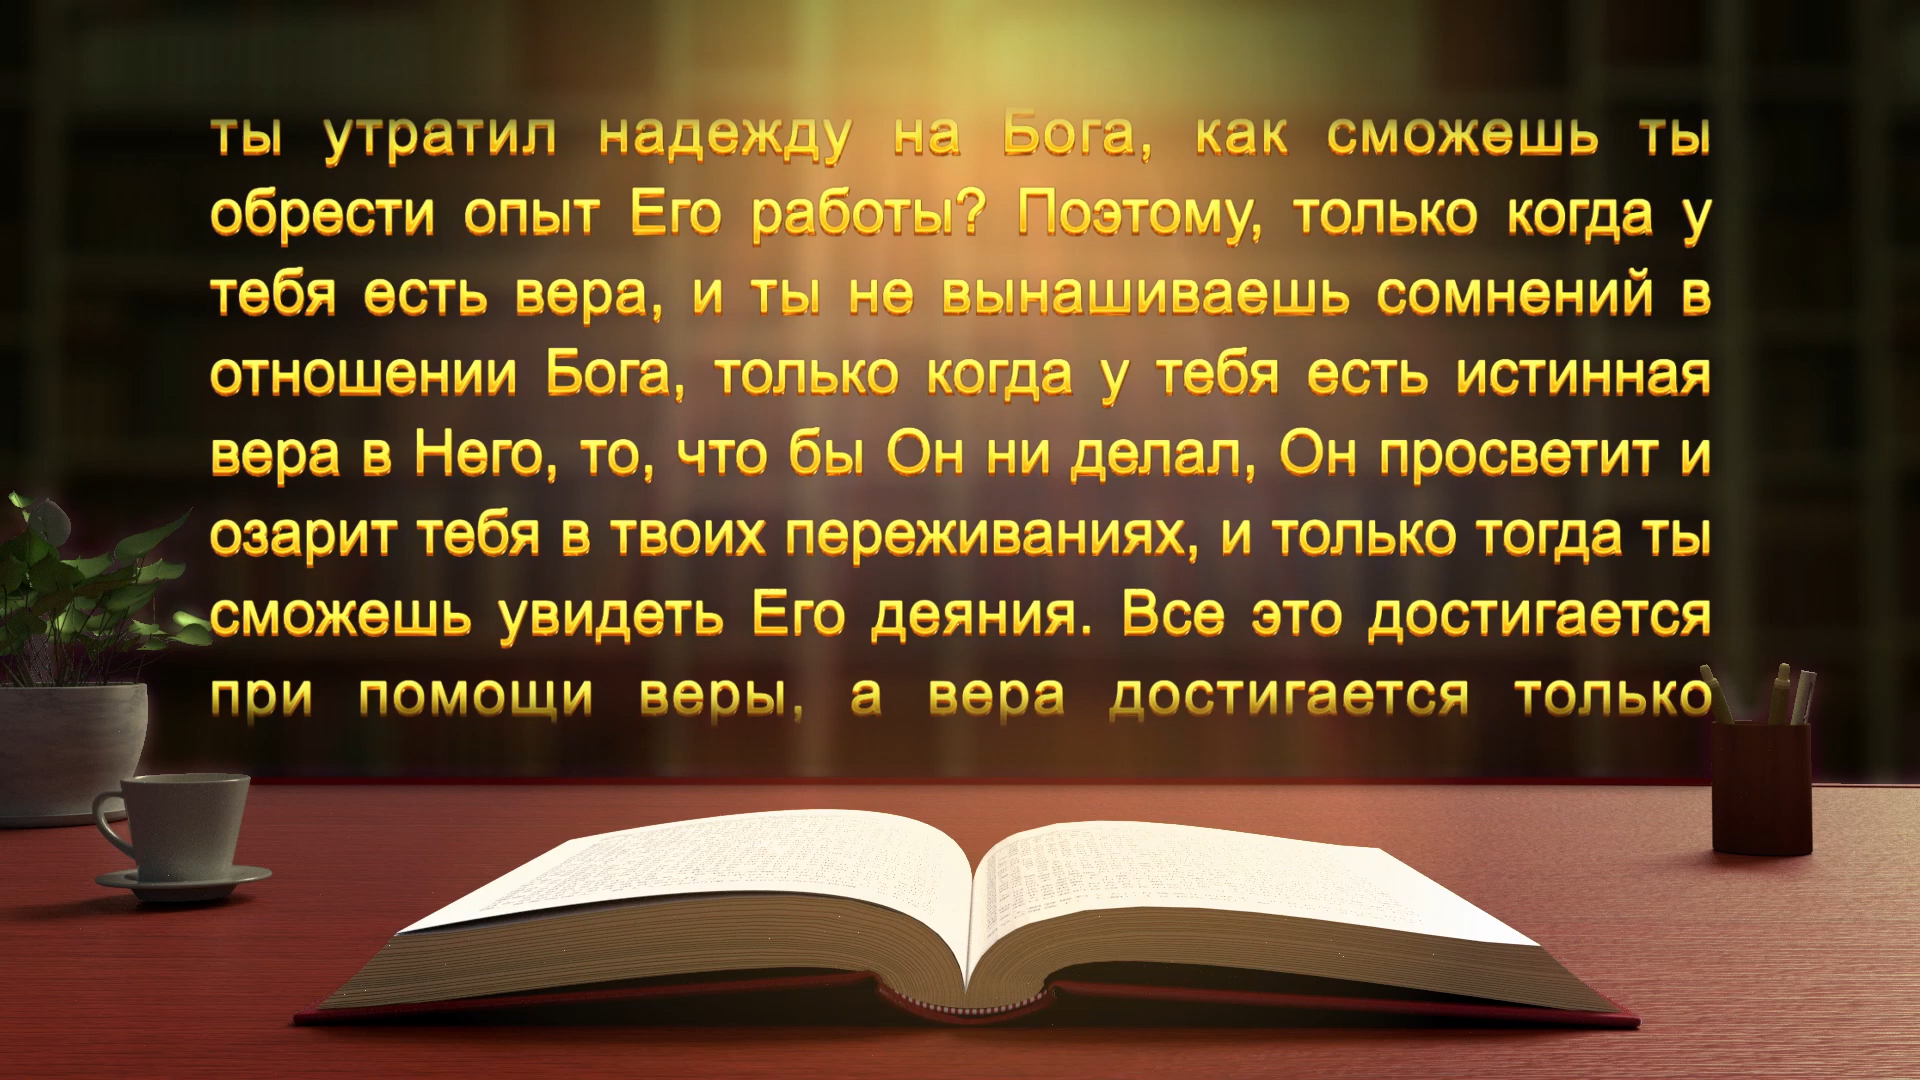 ты утратил надежду на Бога, как сможешь ты
обрести опыт Его работы? Поэтому, только когда у
тебя есть вера, и ты не вынашиваешь сомнений в
отношении Бога, только когда у тебя есть истинная
вера в Него, то, что бы Он ни делал, Он просветит и
озарит тебя в твоих переживаниях, и только тогда ты
сможешь увидеть Его деяния. Все это достигается
при помощи веры, а вера достигается только